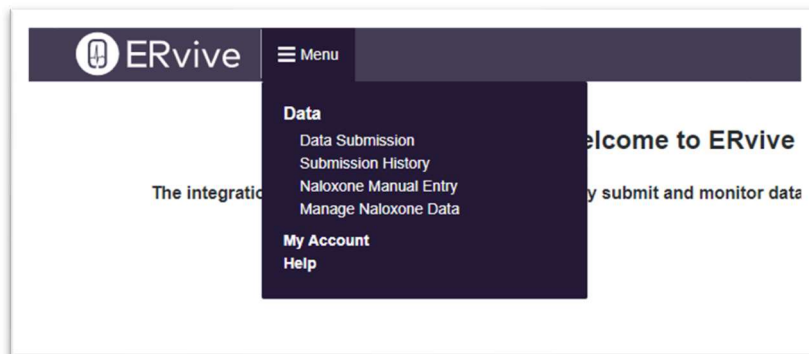 ERvive
Menu
Data
Data Submission
Submission History
Naloxone Manual Entry
Manage Naloxone Data
My Account
Help
elcome to ERvive
The integratio
y submit and monitor data